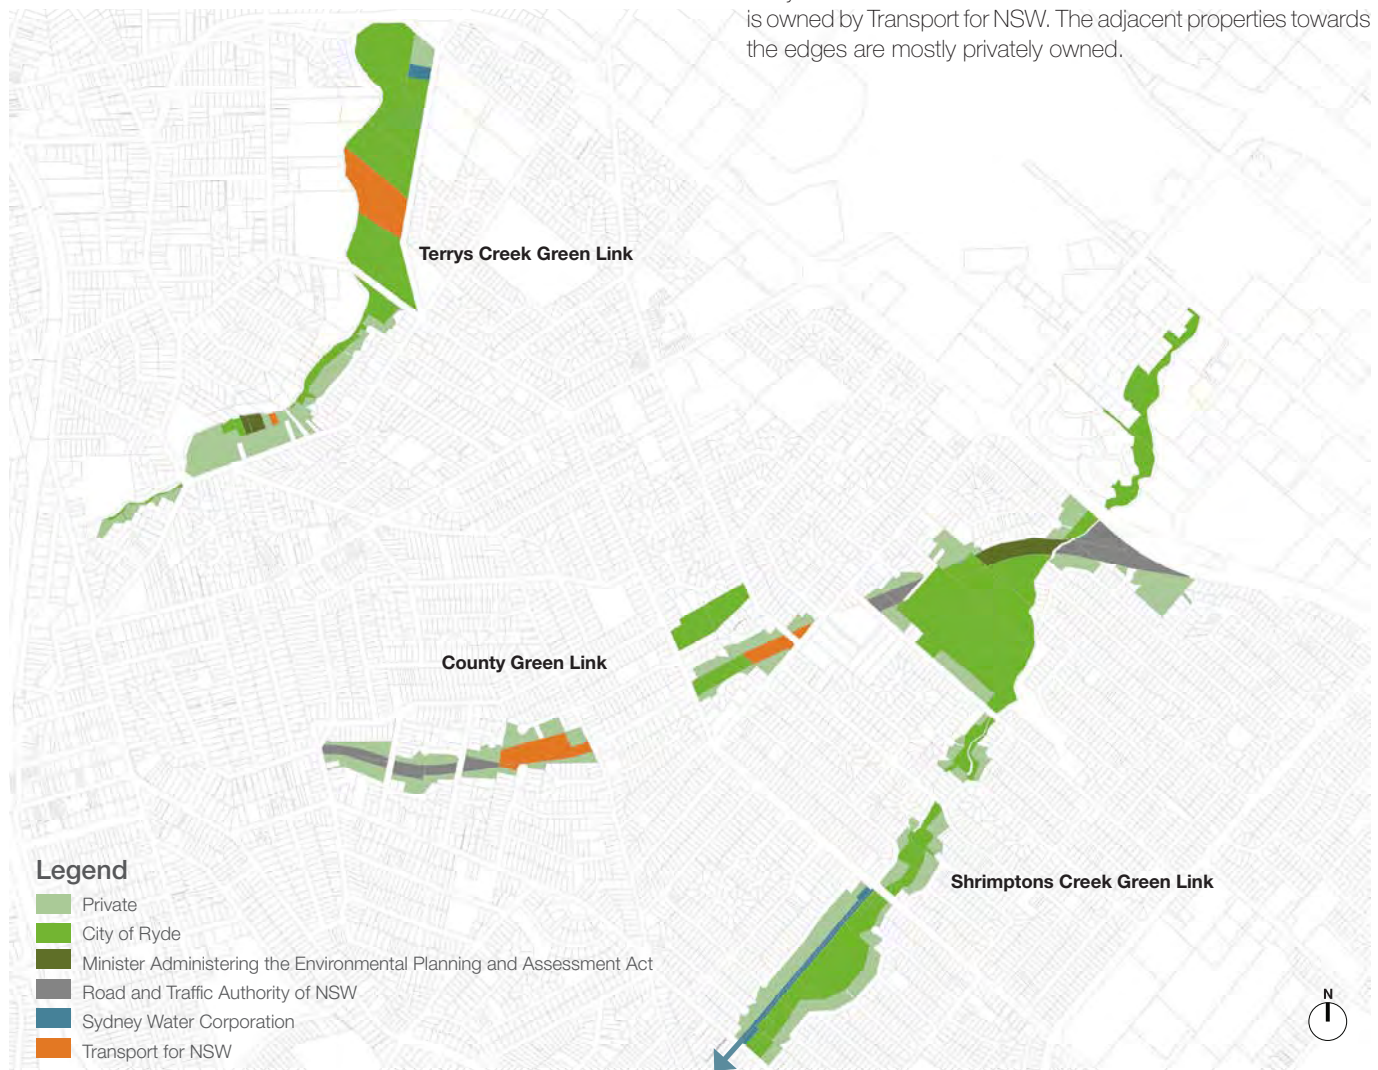 is owned by Transport for NSW. The adjacent properties towards
the edges are mostly privately owned.
Terrys Creek Green Link
County Green Link
Shrimptons Creek Green Link
Legend
Private
City of Ryde
Minister Administering the Environmental Planning and Assessment Act
Road and Traffic Authority of NSW
Sydney Water Corporation
Transport for NSW
N